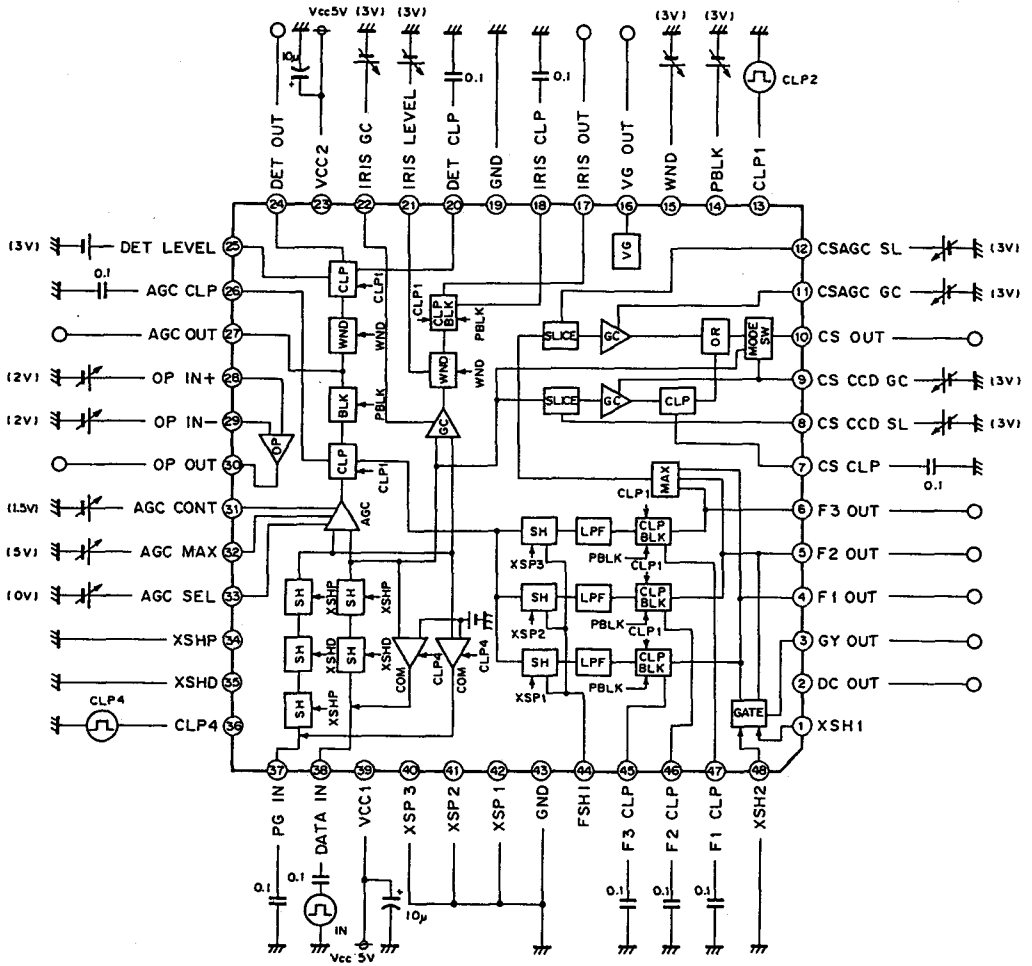 Vcc5V (3V) (3V) (3V) (3V)
10μ + 0.1 0.1 CLP2
DET OUT
VCC2
IRIS GC
IRIS LEVEL
DET CLP
GND
IRIS CLP
IRIS OUT
VG OUT
WND
PBLK
CLP1
24 23 22 21 20 19 18 17 16 15 14 13
(3V) DET LEVEL 25
0.1 AGC CLP 26
AGC OUT 27
(2V) OP IN+ 28
(2V) OP IN- 29
OP OUT 30
(1.5V) AGC CONT 31
(5V) AGC MAX 32
(0V) AGC SEL 33
XSHP 34
XSHD 35
CLP4
CLP4 36
12 CSAGC SL (3V)
11 CSAGC GC (3V)
10 CS OUT
9 CS CCD GC (3V)
8 CS CCD SL (3V)
7 CS CLP 0.1
6 F3 OUT
5 F2 OUT
4 F1 OUT
3 GY OUT
2 DC OUT
1 XSH1
CLP CLP1
WND WND
BLK PBLK
CLP CLP1
AGC
OP
CLP1 CLP BLK PBLK
WND WND
GC
VG
SLICE GC OR MODE SW
SLICE GC CLP
MAX
CLP1
SH LPF CLP BLK
XSP3 PBLK
CLP1
SH LPF CLP BLK
XSP2 PBLK
CLP1
SH LPF CLP BLK
XSP1 PBLK
GATE
SH XSHP SH XSHP
SH XSHD SH XSHD
SH XSHP
COM CLP4 COM CLP4
37 38 39 40 41 42 43 44 45 46 47 48
PG IN
DATA IN
VCC1
XSP3
XSP2
XSP1
GND
FSH1
F3 CLP
F2 CLP
F1 CLP
XSH2
0.1 0.1 + 10μ 0.1 0.1 0.1
IN
Vcc 5V